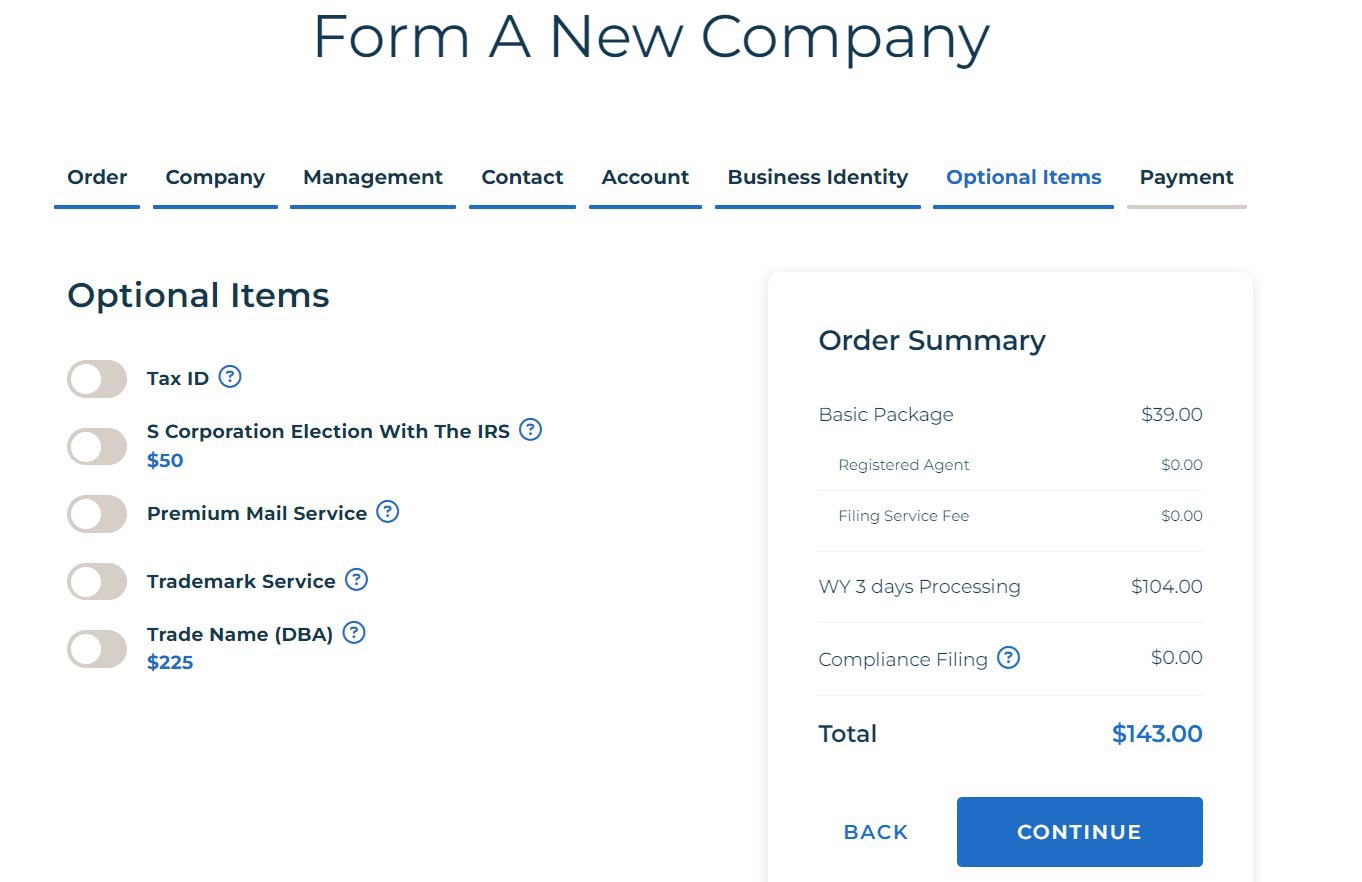 Form A New Company
Order Company Management Contact Account Business Identity Optional Items Payment
Optional Items
Tax ID ?
S Corporation Election With The IRS ?
$50
Premium Mail Service ?
Trademark Service ?
Trade Name (DBA) ?
$225
Order Summary
Basic Package $39.00
Registered Agent $0.00
Filing Service Fee $0.00
WY 3 days Processing $104.00
Compliance Filing ? $0.00
Total $143.00
BACK CONTINUE